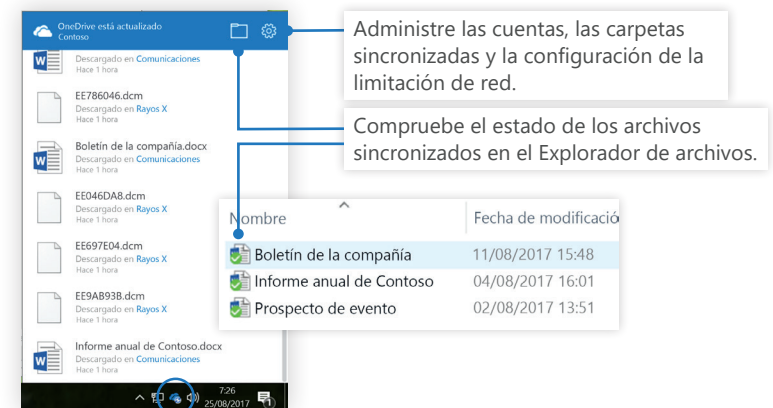 OneDrive está actualizado
Contoso
Descargado en Comunicaciones
Hace 1 hora
EE786046.dcm
Descargado en Rayos X
Hace 1 hora
Boletín de la compañía.docx
Descargado en Comunicaciones
Hace 1 hora
EE046DA8.dcm
Descargado en Rayos X
Hace 1 hora
EE697E04.dcm
Descargado en Rayos X
Hace 1 hora
EE9AB93B.dcm
Descargado en Rayos X
Hace 1 hora
Informe anual de Contoso.docx
Descargado en Comunicaciones
Hace 1 hora
7:26
25/08/2017
1
Administre las cuentas, las carpetas
sincronizadas y la configuración de la
limitación de red.
Compruebe el estado de los archivos
sincronizados en el Explorador de archivos.
Nombre Fecha de modificació
Boletín de la compañía 11/08/2017 15:48
Informe anual de Contoso 04/08/2017 16:01
Prospecto de evento 02/08/2017 13:51